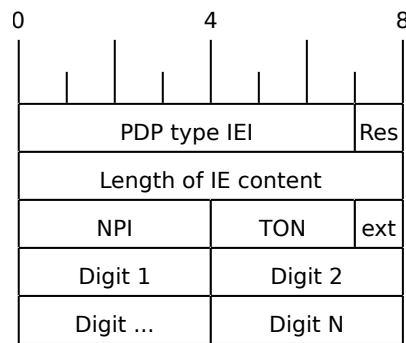 0 4 8
PDP type IEI Res
Length of IE content
NPI TON ext
Digit 1 Digit 2
Digit ... Digit N